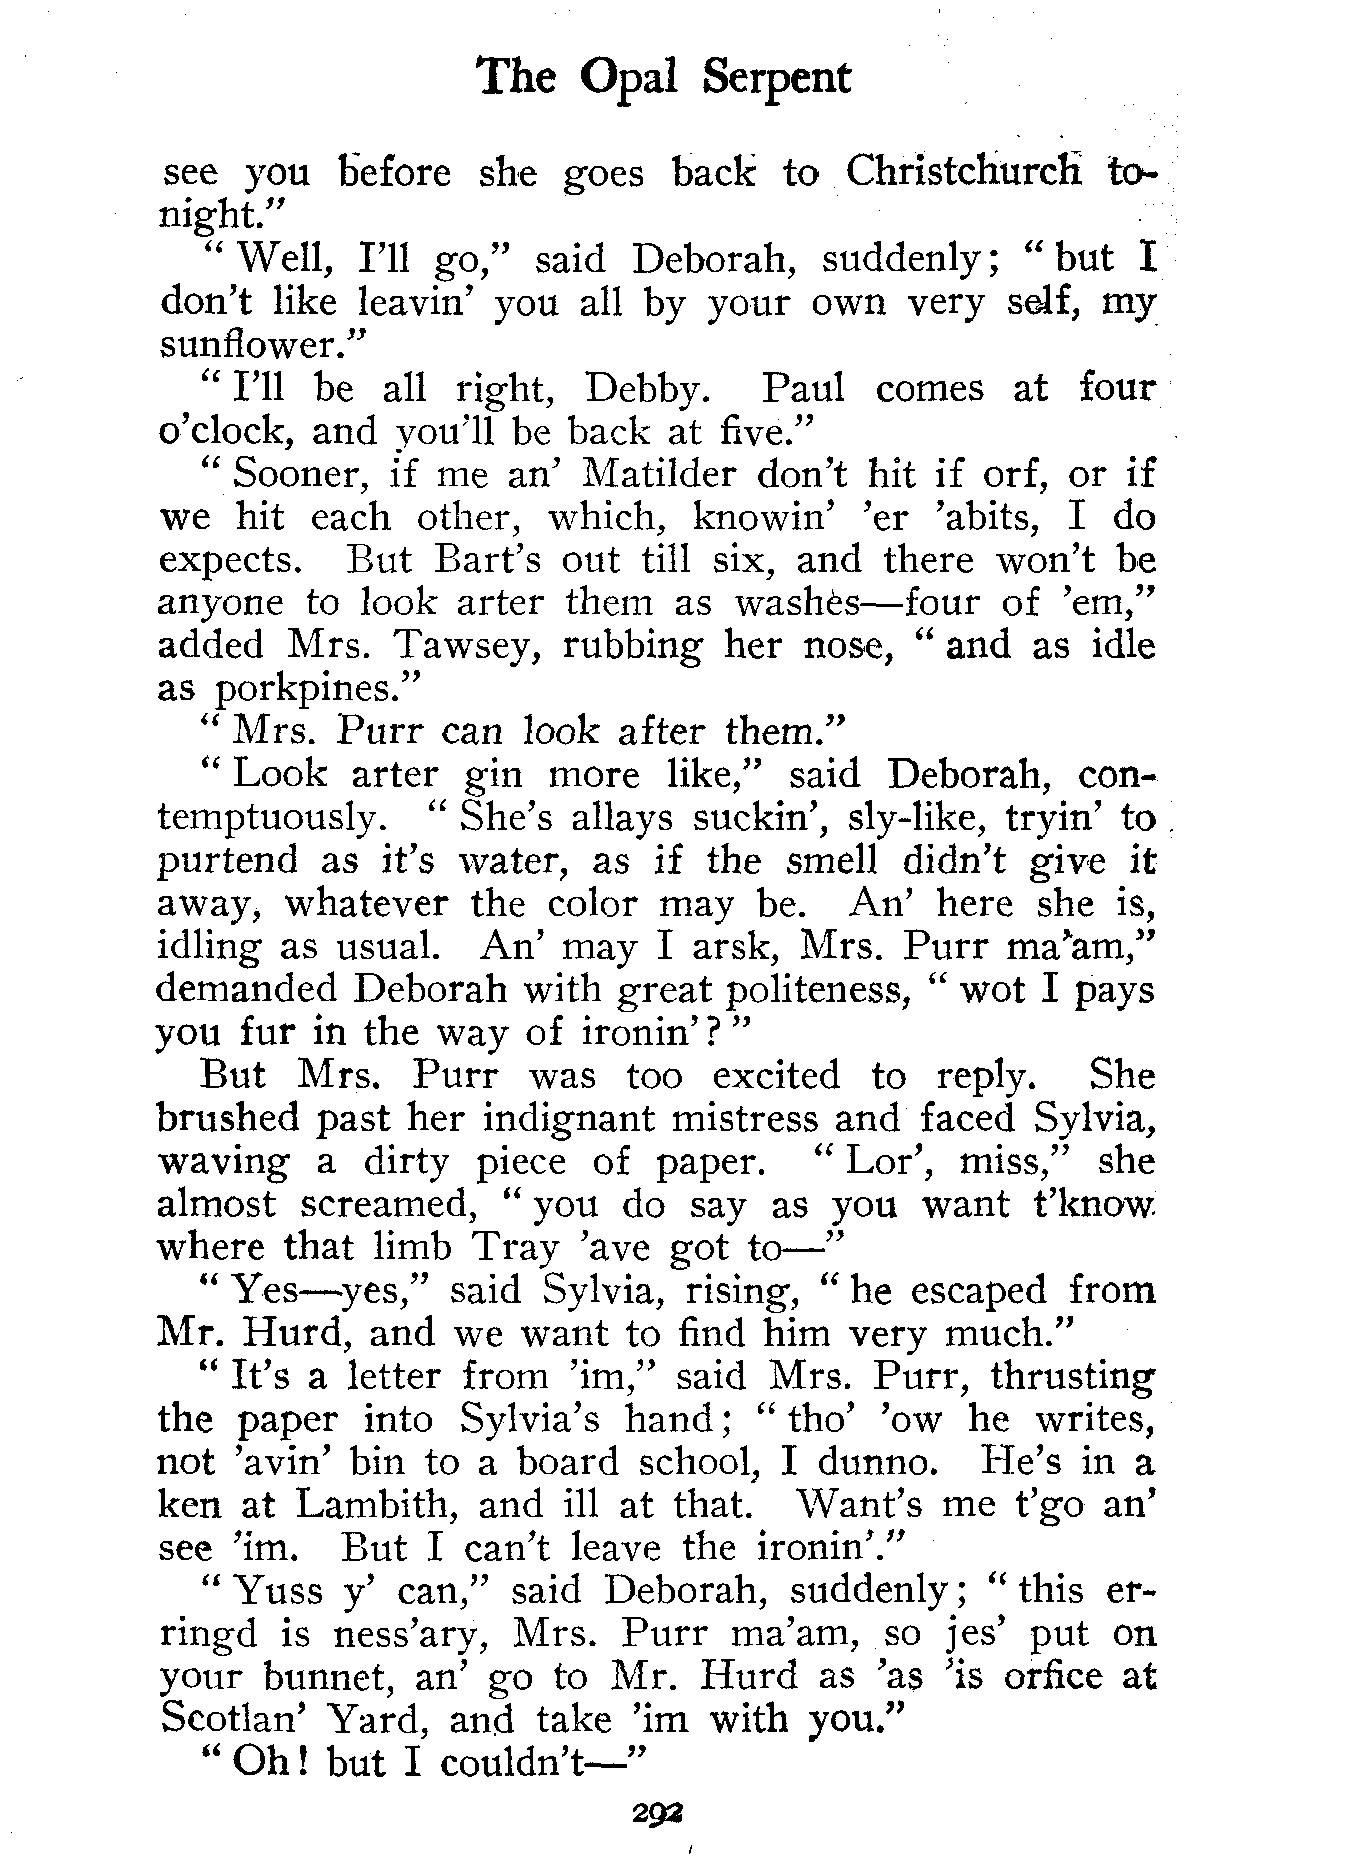 The Opal Serpent
see you before she goes back to Christchurch to-
night."
"Well, I'll go," said Deborah, suddenly; "but I
don't like leavin' you all by your own very self, my
sunflower."
"I'll be all right, Debby. Paul comes at four
o'clock, and you'll be back at five."
"Sooner, if me an' Matilder don't hit if orf, or if
we hit each other, which, knowin' 'er 'abits, I do
expects. But Bart's out till six, and there won't be
anyone to look arter them as washes—four of 'em,"
added Mrs. Tawsey, rubbing her nose, "and as idle
as porkpines."
"Mrs. Purr can look after them."
"Look arter gin more like," said Deborah, con-
temptuously. "She's allays suckin', sly-like, tryin' to
purtend as it's water, as if the smell didn't give it
away, whatever the color may be. An' here she is,
idling as usual. An' may I arsk, Mrs. Purr ma'am,"
demanded Deborah with great politeness, "wot I pays
you fur in the way of ironin'?"
But Mrs. Purr was too excited to reply. She
brushed past her indignant mistress and faced Sylvia,
waving a dirty piece of paper. "Lor', miss," she
almost screamed, "you do say as you want t'know
where that limb Tray 'ave got to—"
"Yes—yes," said Sylvia, rising, "he escaped from
Mr. Hurd, and we want to find him very much."
"It's a letter from 'im," said Mrs. Purr, thrusting
the paper into Sylvia's hand; "tho' 'ow he writes,
not 'avin' bin to a board school, I dunno. He's in a
ken at Lambith, and ill at that. Want's me t'go an'
see 'im. But I can't leave the ironin'."
"Yuss y' can," said Deborah, suddenly; "this er-
ringd is ness'ary, Mrs. Purr ma'am, so jes' put on
your bunnet, an' go to Mr. Hurd as 'as 'is orfice at
Scotlan' Yard, and take 'im with you."
"Oh! but I couldn't—"
292